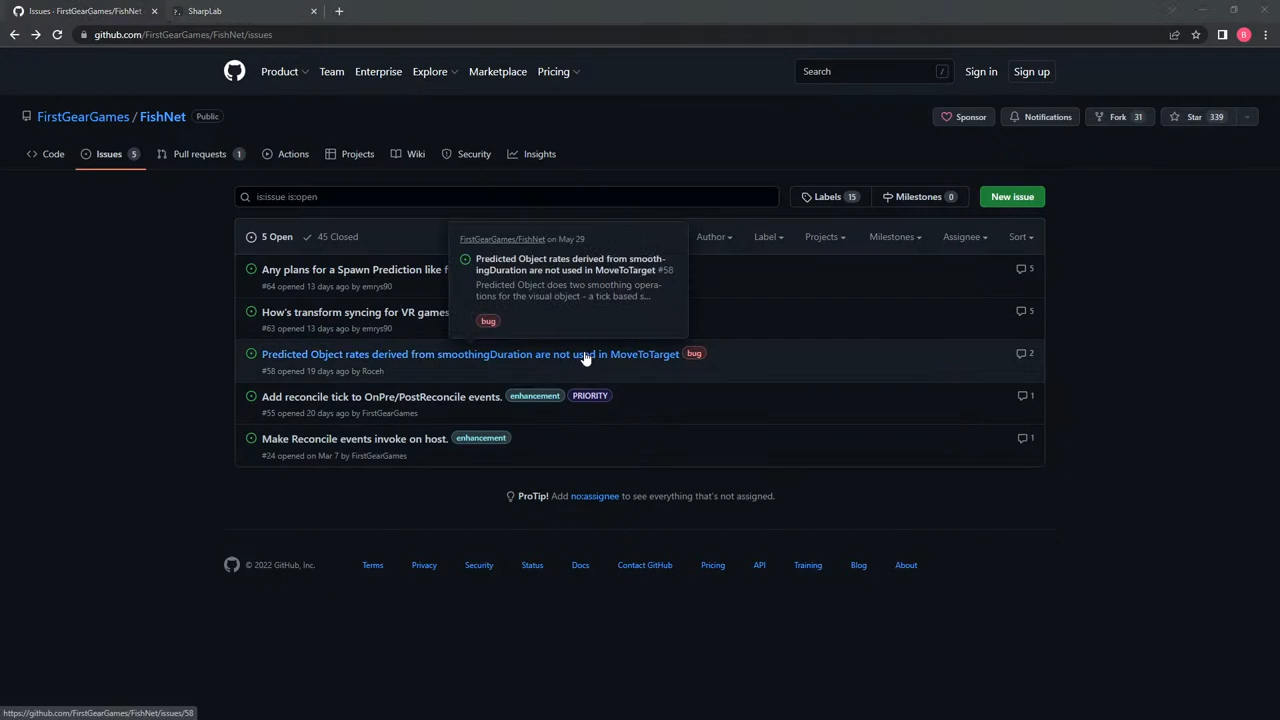 Issues · FirstGearGames/FishNet
SharpLab
github.com/FirstGearGames/FishNet/issues
B
Product Team Enterprise Explore Marketplace Pricing
Search /
Sign in Sign up
FirstGearGames / FishNet Public
Sponsor Notifications Fork 31 Star 339
Code Issues 5 Pull requests 1 Actions Projects Wiki Security Insights
is:issue is:open
Labels 15 Milestones 0 New issue
5 Open 45 Closed
Author Label Projects Milestones Assignee Sort
FirstGearGames/FishNet on May 29
Predicted Object rates derived from smooth-
ingDuration are not used in MoveToTarget #58
Predicted Object does two smoothing opera-
tions for the visual object - a tick based s...
bug
Any plans for a Spawn Prediction like 5
#64 opened 13 days ago by emrys90
How's transform syncing for VR games 5
#63 opened 13 days ago by emrys90
Predicted Object rates derived from smoothingDuration are not used in MoveToTarget bug 2
#58 opened 19 days ago by Roceh
Add reconcile tick to OnPre/PostReconcile events. enhancement PRIORITY 1
#55 opened 20 days ago by FirstGearGames
Make Reconcile events invoke on host. enhancement 1
#24 opened on Mar 7 by FirstGearGames
ProTip! Add no:assignee to see everything that's not assigned.
© 2022 GitHub, Inc. Terms Privacy Security Status Docs Contact GitHub Pricing API Training Blog About
https://github.com/FirstGearGames/FishNet/issues/58